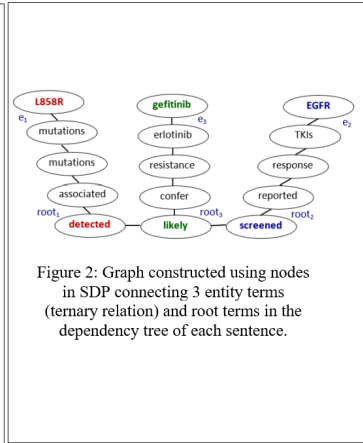 L858R
gefitinib
EGFR
e1
e3
e2
mutations
erlotinib
TKIs
mutations
resistance
response
associated
confer
reported
root1
root3
root2
detected
likely
screened
Figure 2: Graph constructed using nodes
in SDP connecting 3 entity terms
(ternary relation) and root terms in the
dependency tree of each sentence.